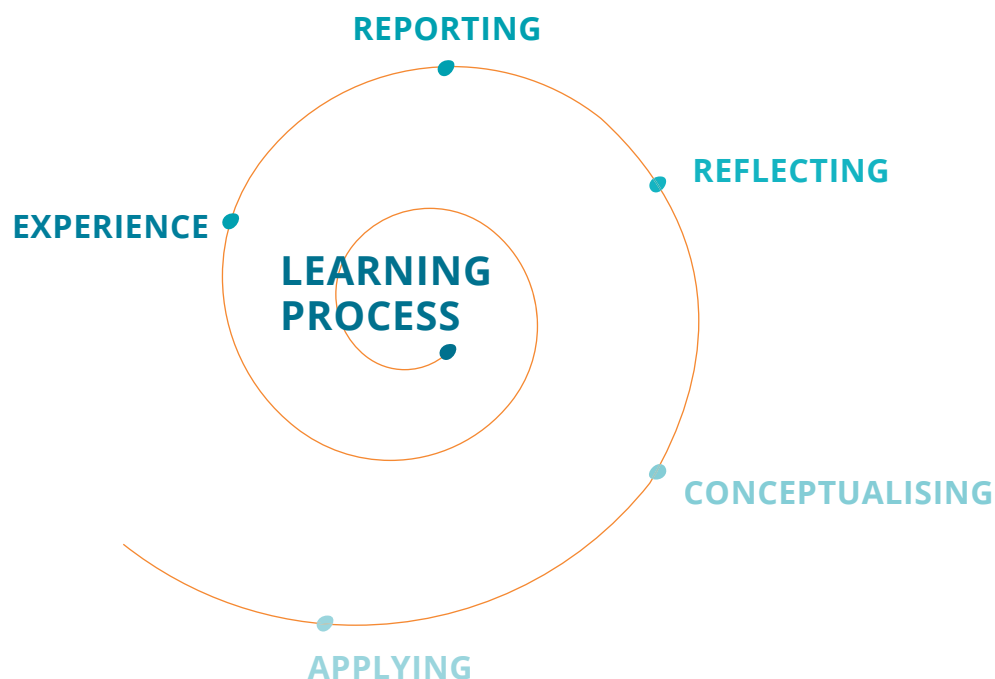 REPORTING
REFLECTING
EXPERIENCE
LEARNING
PROCESS
CONCEPTUALISING
APPLYING